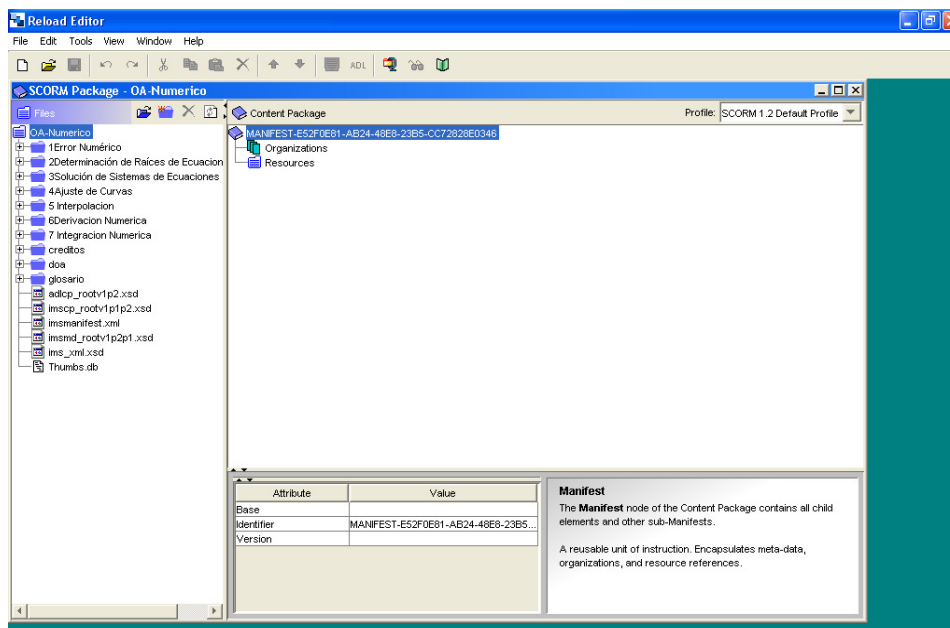 Reload Editor
File Edit Tools View Window Help
ADL
SCORM Package - OA-Numerico
Files
Content Package
Profile: SCORM 1.2 Default Profile
OA-Numerico
1Error Numérico
2Determinación de Raíces de Ecuacion
3Solución de Sistemas de Ecuaciones
4Ajuste de Curvas
5 Interpolacion
6Derivacion Numerica
7 Integracion Numerica
creditos
doa
glosario
adlcp_rootv1p2.xsd
imscp_rootv1p1p2.xsd
imsmanifest.xml
imsmd_rootv1p2p1.xsd
ims_xml.xsd
Thumbs.db
MANIFEST-E52F0E81-AB24-48E8-23B5-CC72828E0346
Organizations
Resources
Attribute Value
Base
Identifier MANIFEST-E52F0E81-AB24-48E8-23B5...
Version
Manifest
The Manifest node of the Content Package contains all child
elements and other sub-Manifests.
A reusable unit of instruction. Encapsulates meta-data,
organizations, and resource references.